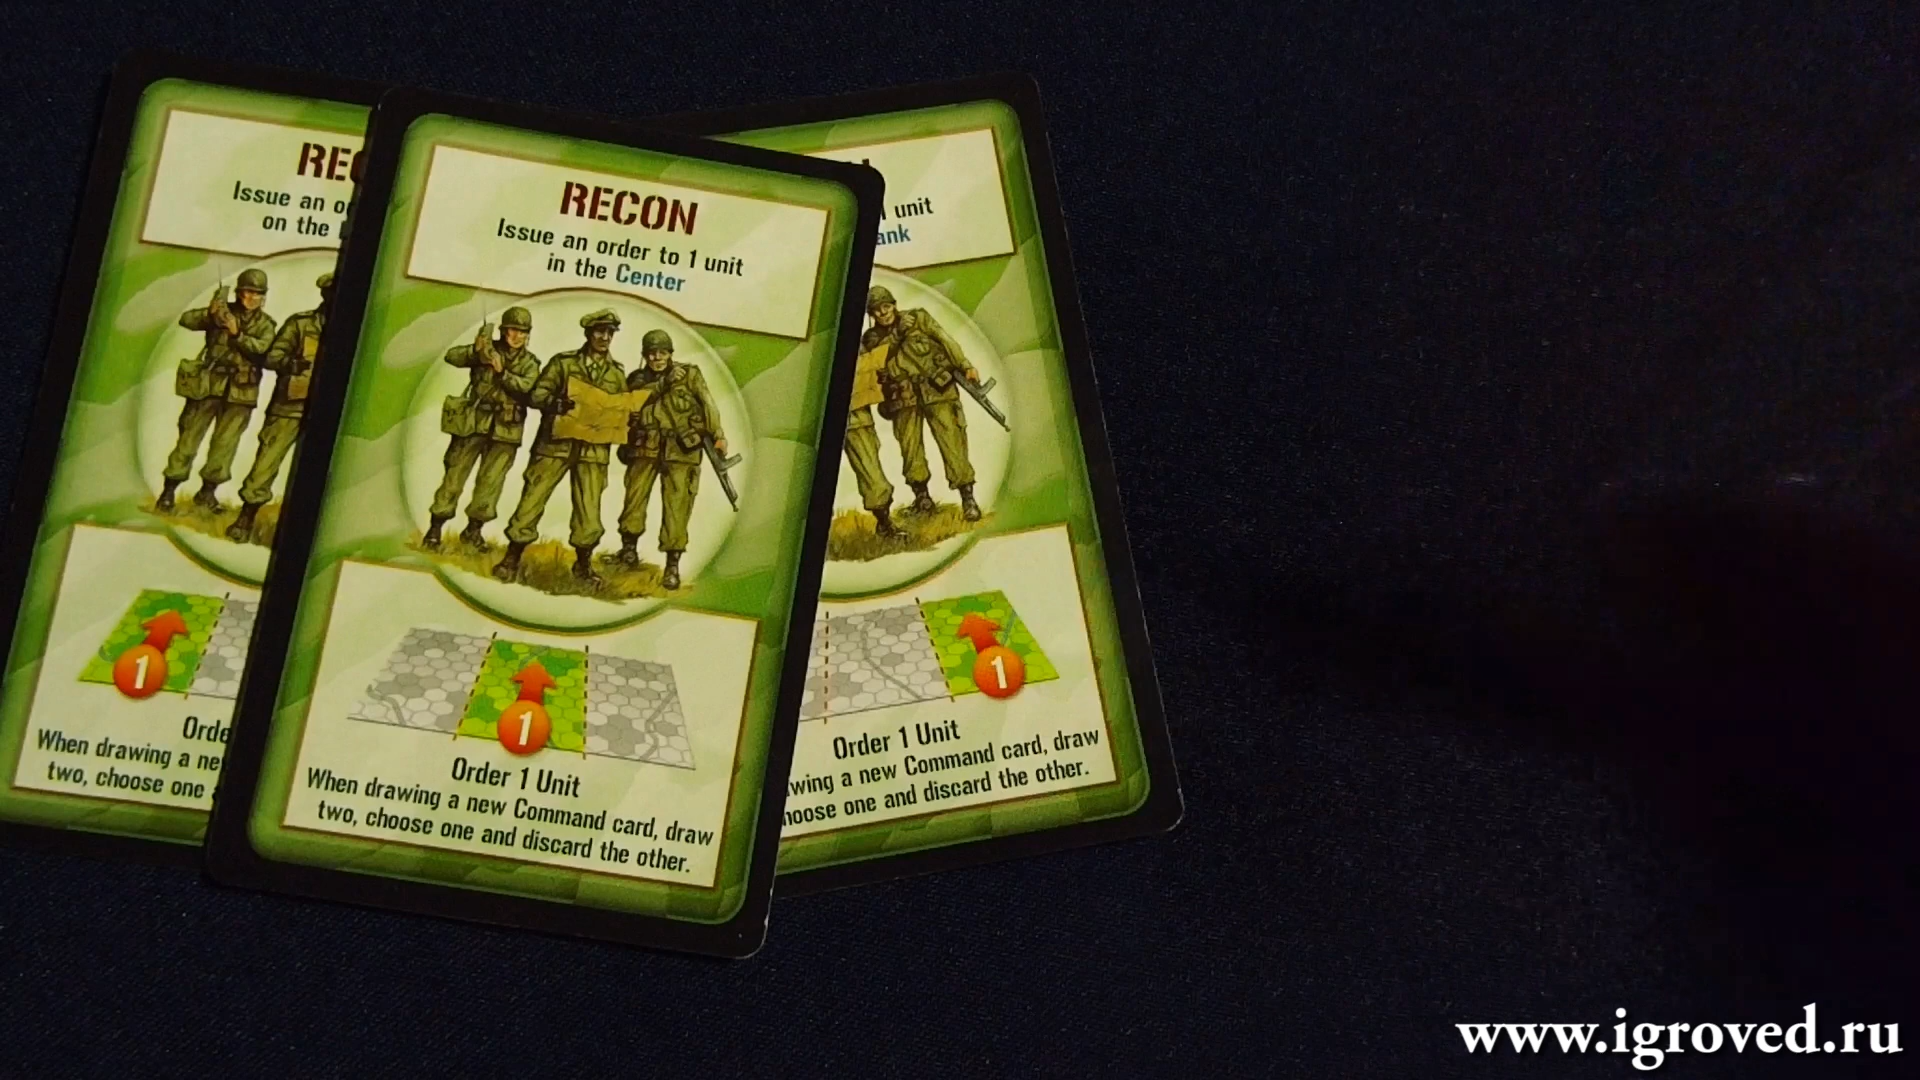 REC
Issue an or
on the
1
Orde
When drawing a ne
two, choose one
RECON
Issue an order to 1 unit
in the Center
1
Order 1 Unit
When drawing a new Command card, draw
two, choose one and discard the other.
1 unit
ank
1
Order 1 Unit
wing a new Command card, draw
hoose one and discard the other.
www.igroved.ru